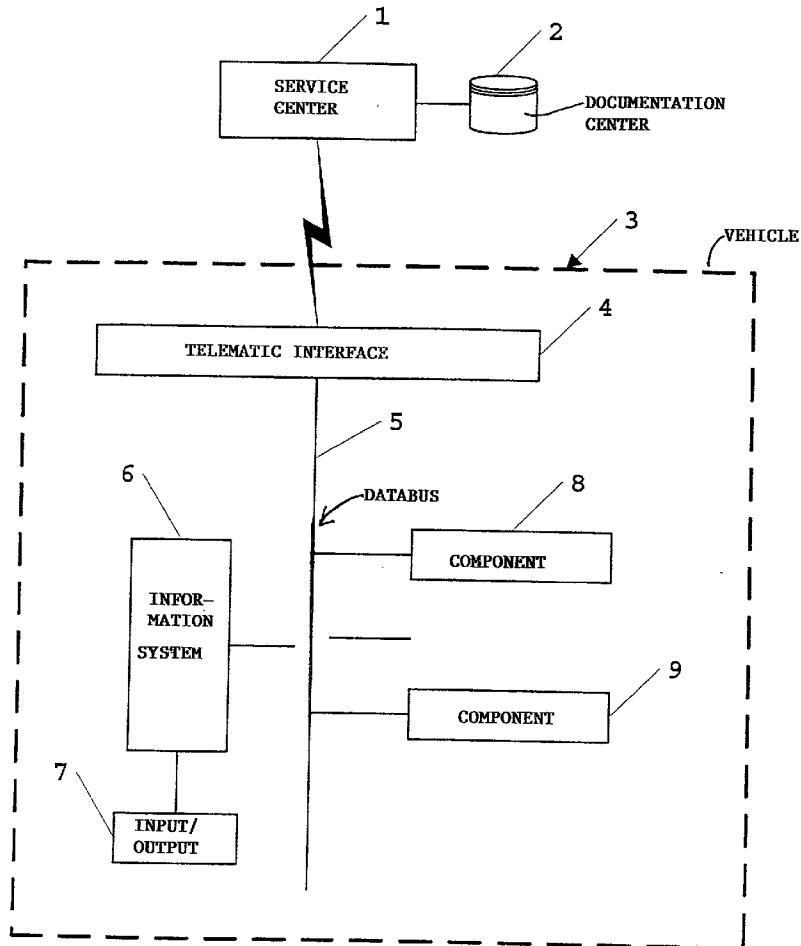 1
2
SERVICE
CENTER
DOCUMENTATION
CENTER
3
VEHICLE
4
TELEMATIC INTERFACE
5
6
DATABUS
8
COMPONENT
INFOR-
MATION
SYSTEM
9
COMPONENT
7
INPUT/
OUTPUT